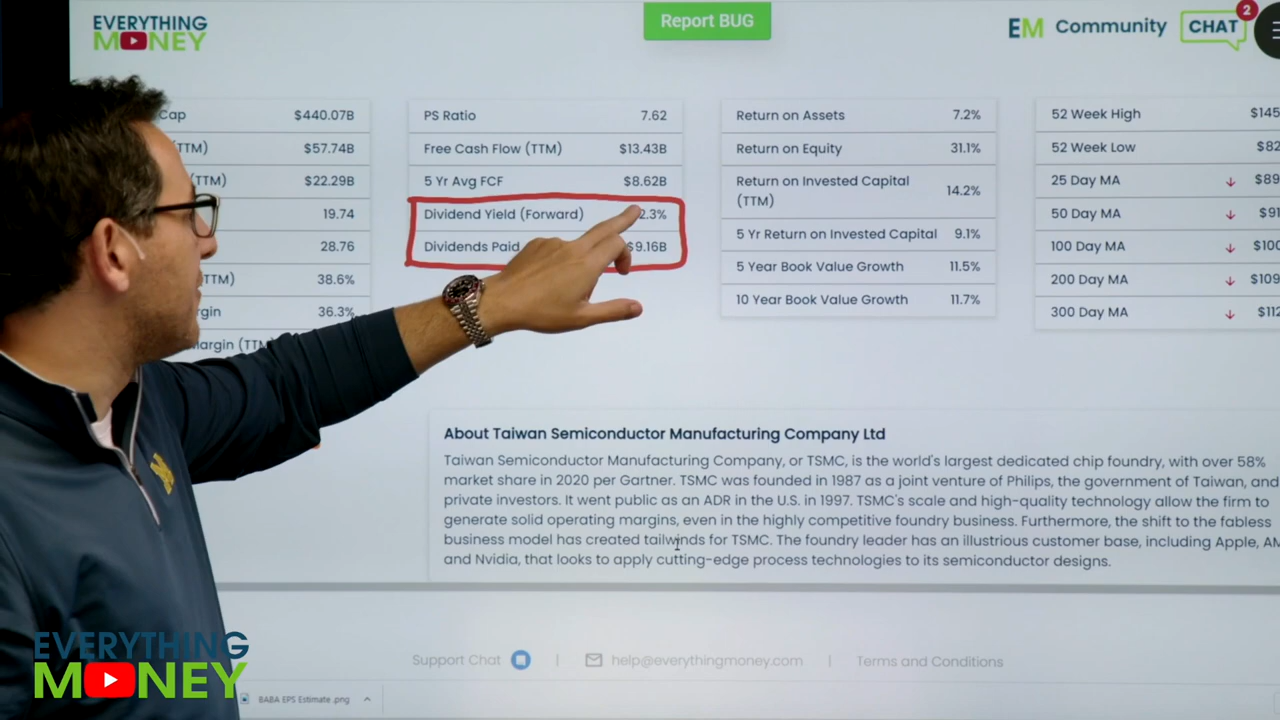 EVERYTHING
MONEY
Report BUG
EM Community
CHAT
2
Cap $440.07B
(TTM) $57.74B
(TTM) $22.29B
19.74
28.76
(TTM) 38.6%
36.3%
Margin (TTM)
PS Ratio 7.62
Free Cash Flow (TTM) $13.43B
5 Yr Avg FCF $8.62B
Dividend Yield (Forward) 2.3%
Dividends Paid $9.16B
Return on Assets 7.2%
Return on Equity 31.1%
Return on Invested Capital
(TTM) 14.2%
5 Yr Return on Invested Capital 9.1%
5 Year Book Value Growth 11.5%
10 Year Book Value Growth 11.7%
52 Week High $145
52 Week Low $82
25 Day MA ↓ $89
50 Day MA ↓ $91
100 Day MA ↓ $100
200 Day MA ↓ $109
300 Day MA ↓ $112
About Taiwan Semiconductor Manufacturing Company Ltd
Taiwan Semiconductor Manufacturing Company, or TSMC, is the world's largest dedicated chip foundry, with over 58%
market share in 2020 per Gartner. TSMC was founded in 1987 as a joint venture of Philips, the government of Taiwan, and
private investors. It went public as an ADR in the U.S. in 1997. TSMC's scale and high-quality technology allow the firm to
generate solid operating margins, even in the highly competitive foundry business. Furthermore, the shift to the fabless
business model has created tailwinds for TSMC. The foundry leader has an illustrious customer base, including Apple, AM
and Nvidia, that looks to apply cutting-edge process technologies to its semiconductor designs.
Support Chat | help@everythingmoney.com | Terms and Conditions
EVERYTHING
MONEY
BABA EPS Estimate .png